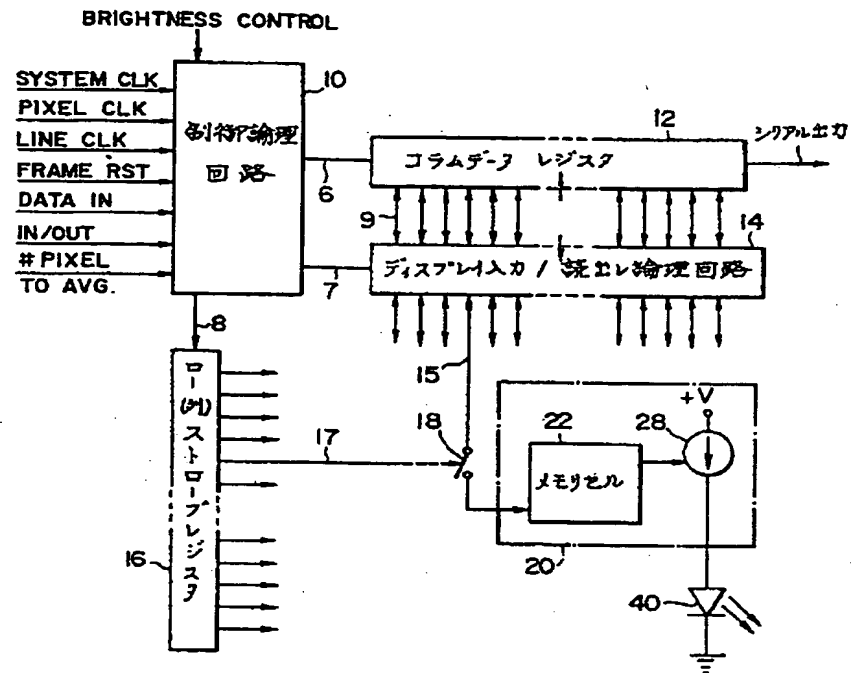 BRIGHTNESS CONTROL
SYSTEM CLK
PIXEL CLK
LINE CLK
FRAME RST
DATA IN
IN/OUT
# PIXEL
TO AVG.
10
制御論理
回路
6
7
8
12
コラムデータ レジスタ
シリアル出力
9
14
ディスプレイ入力 / 読出し論理回路
15
16
ロー(列)ストローブレジスタ
17
18
20
22
メモリセル
+V
28
40